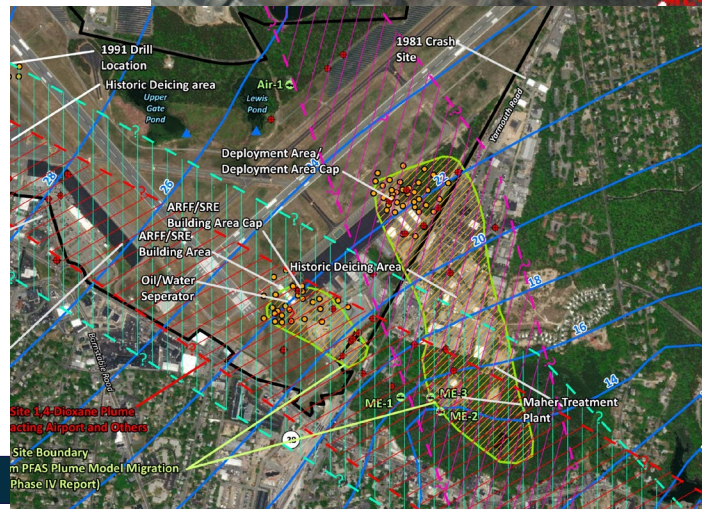 1991 Drill
Location
1981 Crash
Site
Historic Deicing area
Air-1
Upper
Gate
Pond
Lewis
Pond
Yarmouth Road
Deployment Area/
Deployment Area Cap
28
26
22
ARFF/SRE
Building Area Cap
ARFF/SRE
Building Area
20
Historic Deicing Area
18
Oil/Water
Seperator
16
14
Barnstable Road
ME-1
ME-3
ME-2
Maher Treatment
Plant
Site 1,4-Dioxane Plume
acting Airport and Others
Site Boundary
m PFAS Plume Model Migration
Phase IV Report)
?
?
?
?
?
?
?